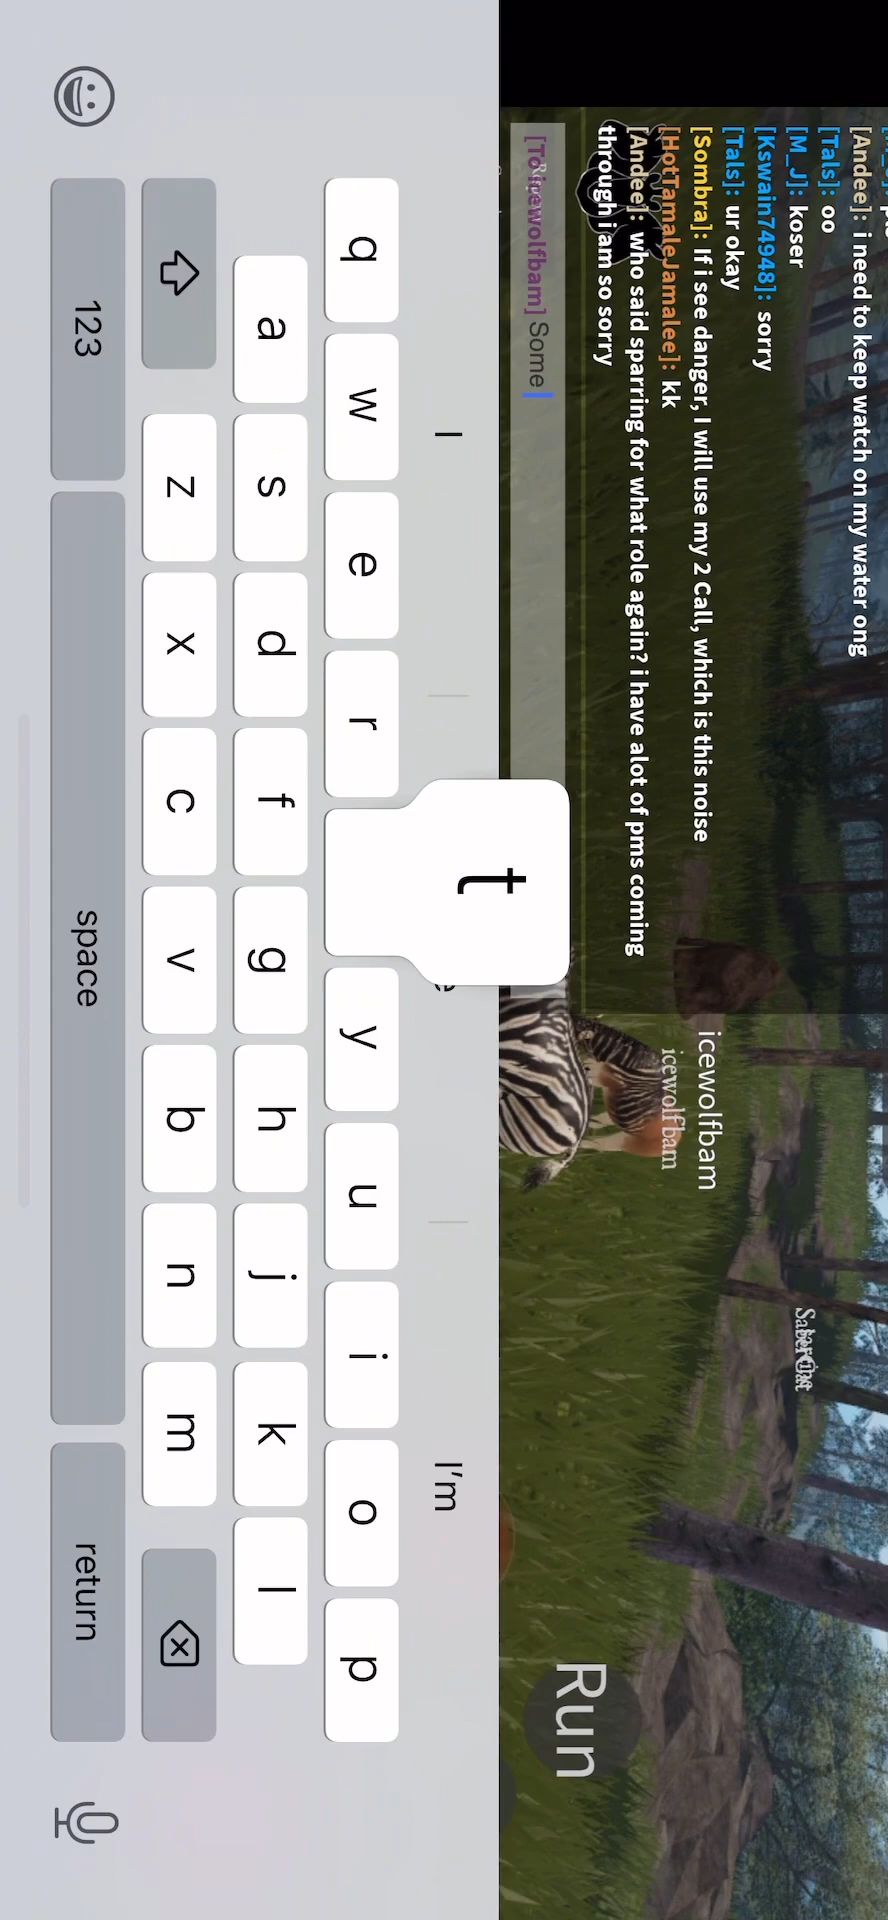 [Andee]: i need to keep watch on my water ong
[Tals]: oo
[M_J]: koser
[Kswain74948]: sorry
[Tals]: ur okay
[Sombra]: If i see danger, I will use my 2 Call, which is this noise
[HotTamaleJamalee]: kk
[Andee]: who said sparring for what role again? i have alot of pms coming
through iam so sorry
[To icewolfbam] Some
icewolfbam
icewolfbam
Run
I
I'm
q w e r t y u i o p
a s d f g h j k l
z x c v b n m
123
space
return